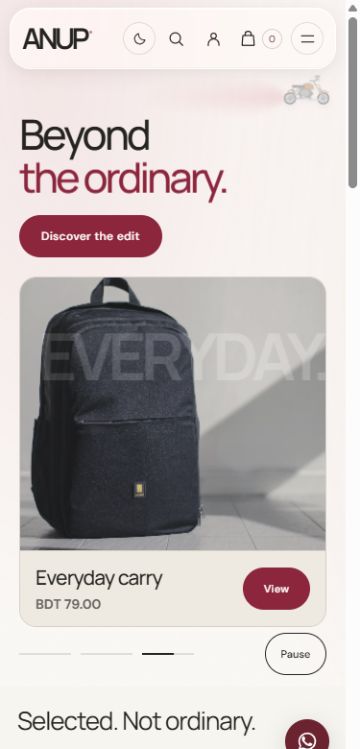 ANUP
0
Beyond
the ordinary.
Discover the edit
EVERYDAY.
Everyday carry
BDT 79.00
View
Pause
Selected. Not ordinary.